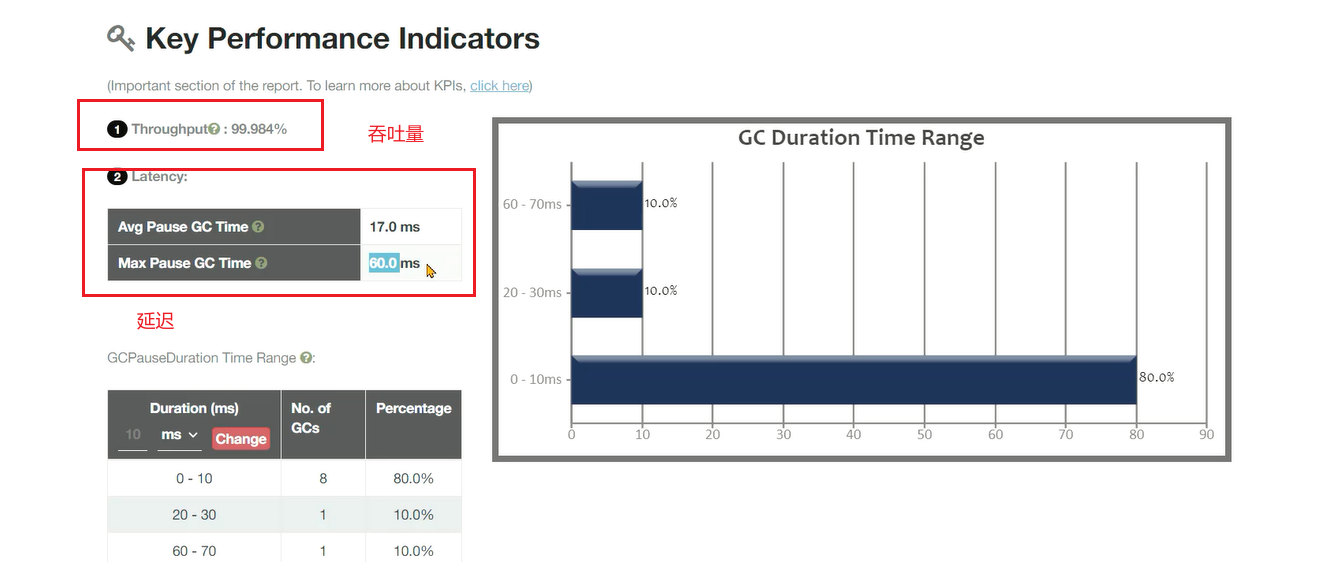 Key Performance Indicators
(Important section of the report. To learn more about KPIs, click here)
1 Throughput? : 99.984%
吞吐量
2 Latency:
Avg Pause GC Time ? 17.0 ms
Max Pause GC Time ? 60.0 ms
延迟
GCPauseDuration Time Range ?:
Duration (ms) No. of GCs Percentage
10 ms Change
0 - 10 8 80.0%
20 - 30 1 10.0%
60 - 70 1 10.0%
GC Duration Time Range
60 - 70ms 10.0%
20 - 30ms 10.0%
0 - 10ms 80.0%
0 10 20 30 40 50 60 70 80 90